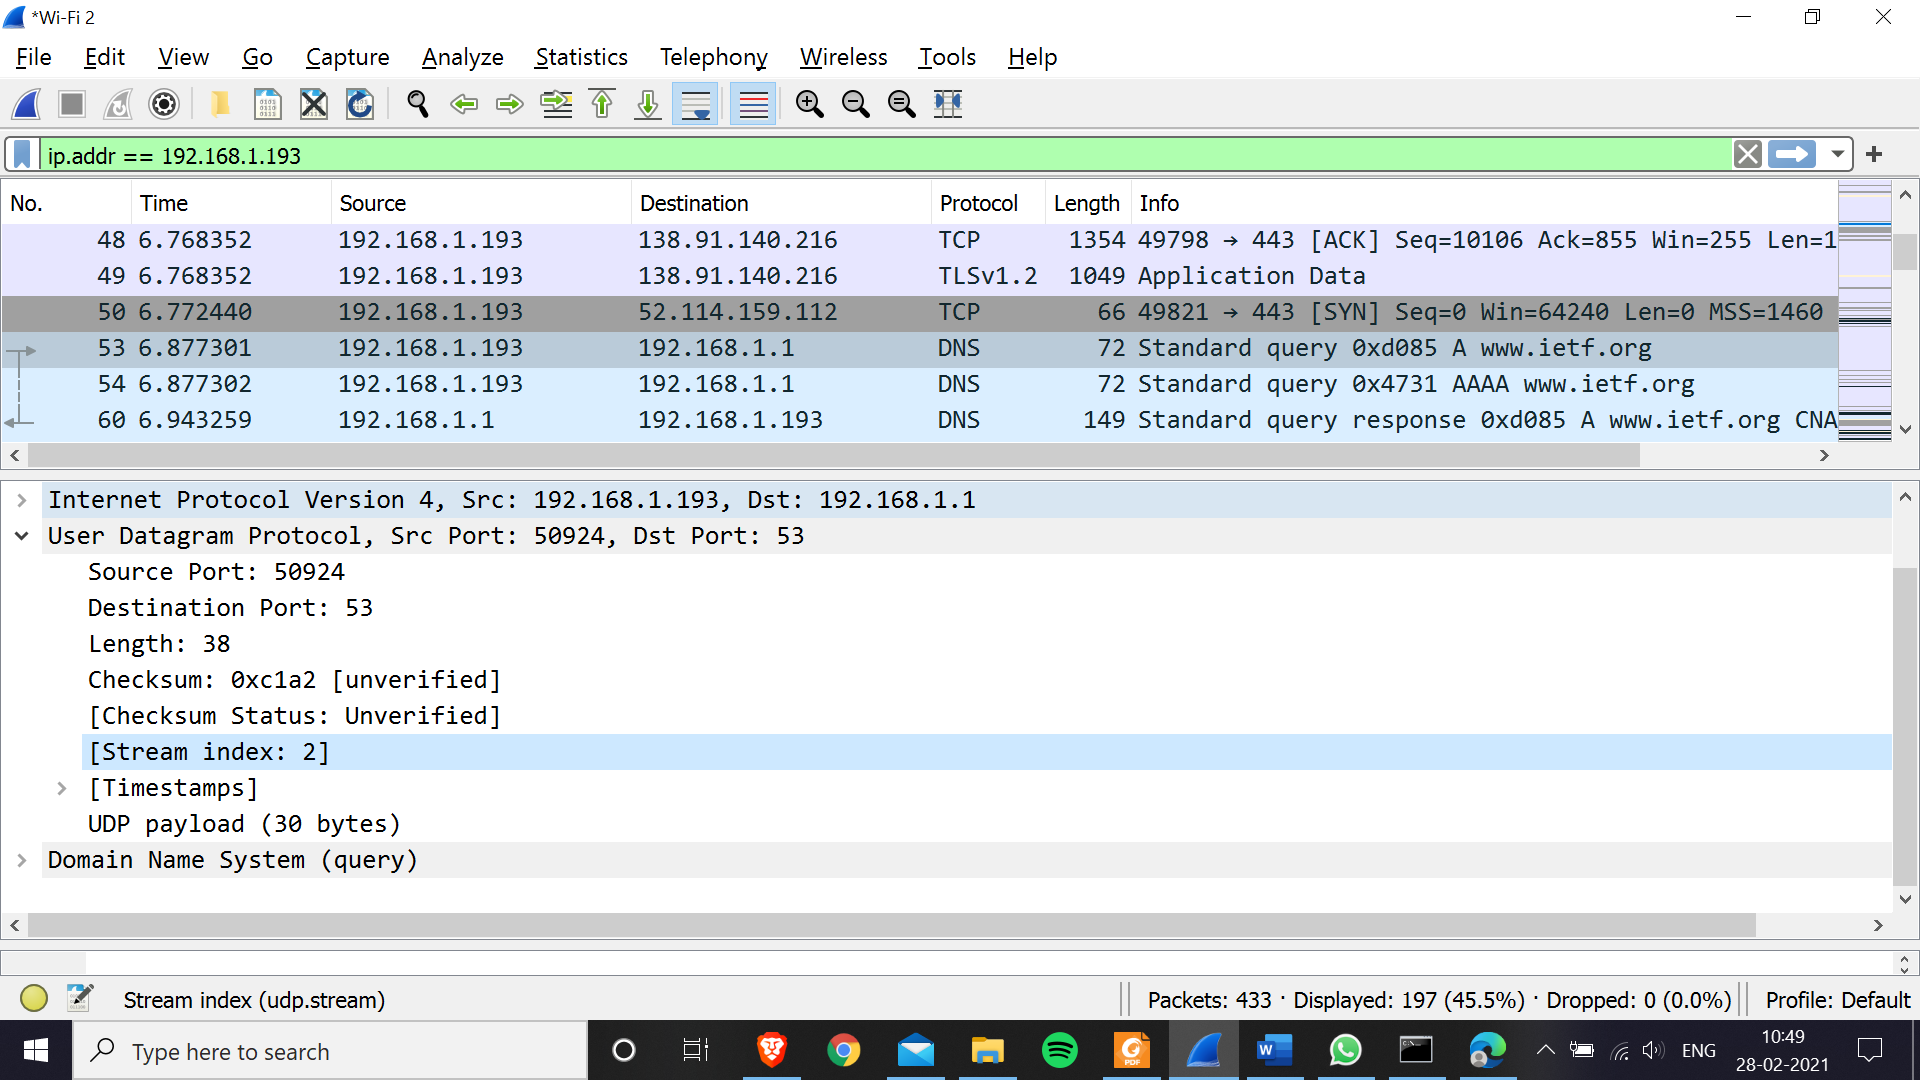 *Wi-Fi 2
File Edit View Go Capture Analyze Statistics Telephony Wireless Tools Help
ip.addr == 192.168.1.193
No. Time Source Destination Protocol Length Info
48 6.768352 192.168.1.193 138.91.140.216 TCP 1354 49798 → 443 [ACK] Seq=10106 Ack=855 Win=255 Len=1
49 6.768352 192.168.1.193 138.91.140.216 TLSv1.2 1049 Application Data
50 6.772440 192.168.1.193 52.114.159.112 TCP 66 49821 → 443 [SYN] Seq=0 Win=64240 Len=0 MSS=1460
53 6.877301 192.168.1.193 192.168.1.1 DNS 72 Standard query 0xd085 A www.ietf.org
54 6.877302 192.168.1.193 192.168.1.1 DNS 72 Standard query 0x4731 AAAA www.ietf.org
60 6.943259 192.168.1.1 192.168.1.193 DNS 149 Standard query response 0xd085 A www.ietf.org CNA
Internet Protocol Version 4, Src: 192.168.1.193, Dst: 192.168.1.1
User Datagram Protocol, Src Port: 50924, Dst Port: 53
Source Port: 50924
Destination Port: 53
Length: 38
Checksum: 0xc1a2 [unverified]
[Checksum Status: Unverified]
[Stream index: 2]
[Timestamps]
UDP payload (30 bytes)
Domain Name System (query)
Stream index (udp.stream) Packets: 433 · Displayed: 197 (45.5%) · Dropped: 0 (0.0%) Profile: Default
Type here to search ENG 10:49
28-02-2021